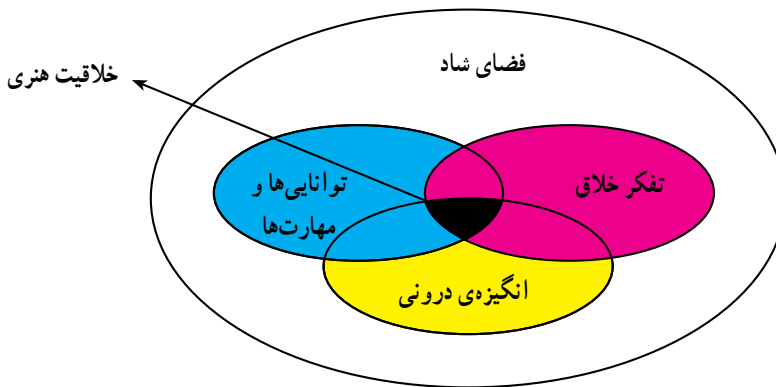 فضای شاد
خلاقیت هنری
تفکر خلاق
توانایی‌ها و
مهارت‌ها
انگیزه‌ی درونی